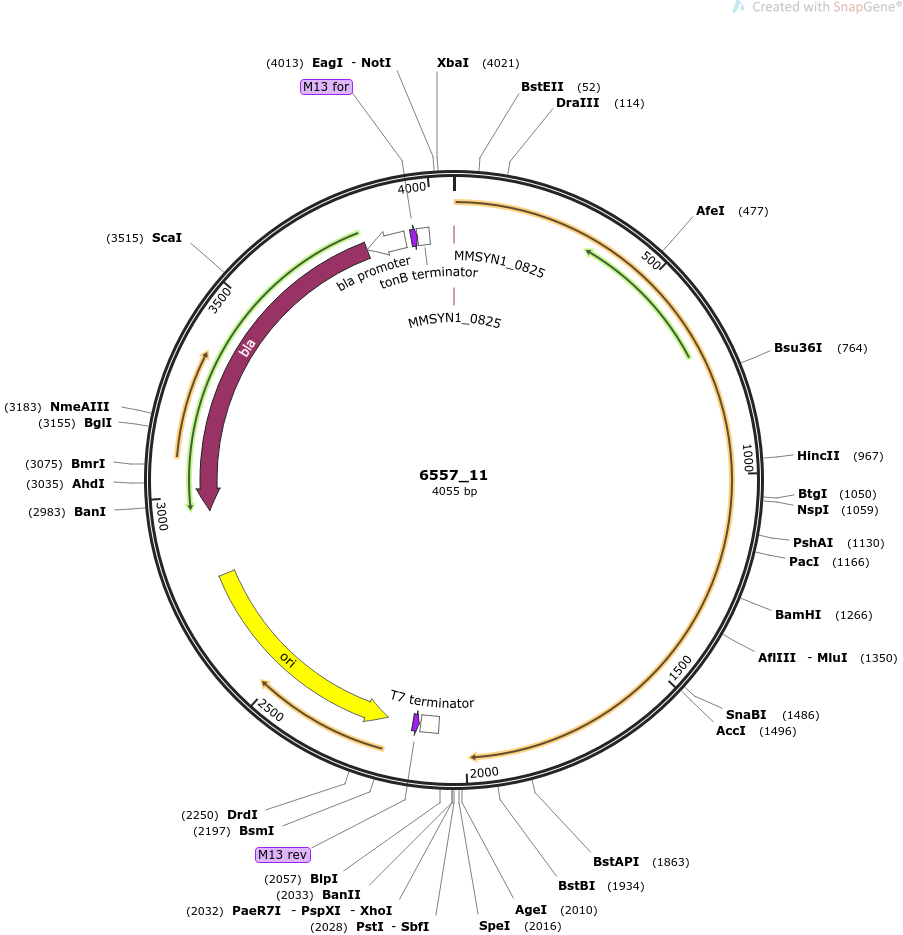 Created with SnapGene®
(4013) EagI - NotI
XbaI (4021)
M13 for
BstEII (52)
DraIII (114)
4000
AfeI (477)
ScaI (3515)
500
bla promoter
tonB terminator
MMSYN1_0825
3500
MMSYN1_0825
bla
Bsu36I (764)
(3183) NmeAIII
(3155) BglI
(3075) BmrI
(3035) AhdI
(2983) BanI
3000
6557_11
4055 bp
1000
HincII (967)
BtgI (1050)
NspI (1059)
PshAI (1130)
PacI (1166)
BamHI (1266)
AflIII - MluI (1350)
ori
1500
T7 terminator
SnaBI (1486)
AccI (1496)
2500
2000
(2250) DrdI
(2197) BsmI
M13 rev
(2057) BlpI
(2033) BanII
(2032) PaeR7I - PspXI - XhoI
(2028) PstI - SbfI
BstAPI (1863)
BstBI (1934)
AgeI (2010)
SpeI (2016)